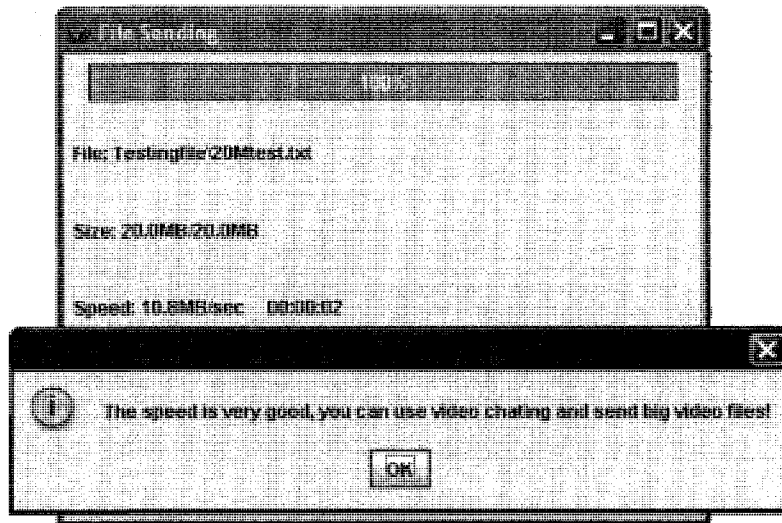 File Sending
100%
File: Testingfile\20Mtest.txt
Size: 20.0MB/20.0MB
Speed: 10.8MB/sec 00:00:02
The speed is very good, you can use video chating and send big video files!
OK